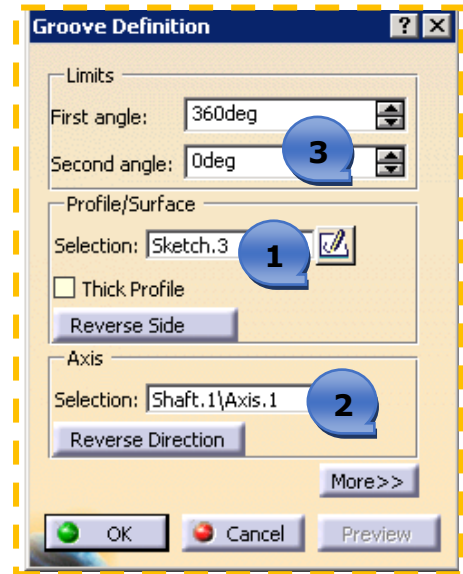 Groove Definition ? X
Limits
First angle: 360deg
Second angle: 0deg
3
Profile/Surface
Selection: Sketch.3
1
Thick Profile
Reverse Side
Axis
Selection: Shaft.1\Axis.1
2
Reverse Direction
More>>
OK Cancel Preview